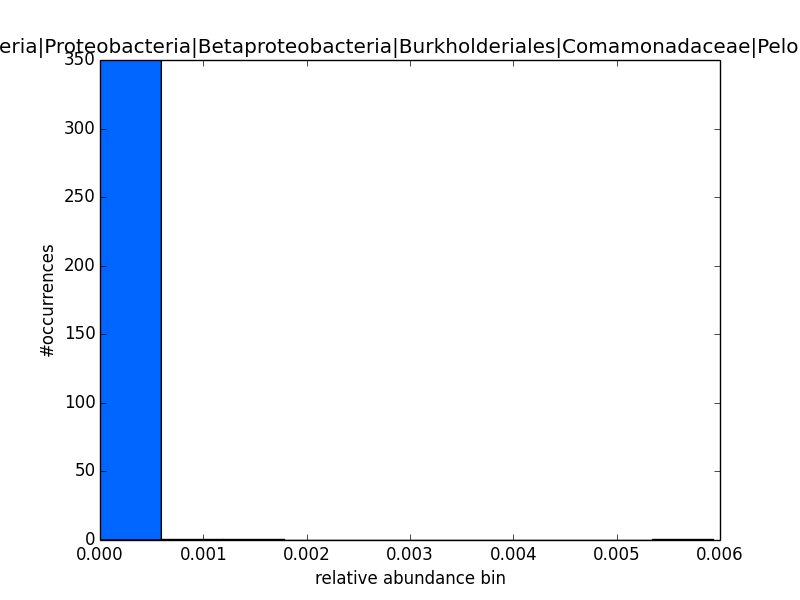 eria|Proteobacteria|Betaproteobacteria|Burkholderiales|Comamonadaceae|Pelo
350
300
250
200
150
100
50
0
#occurrences
0.000 0.001 0.002 0.003 0.004 0.005 0.006
relative abundance bin